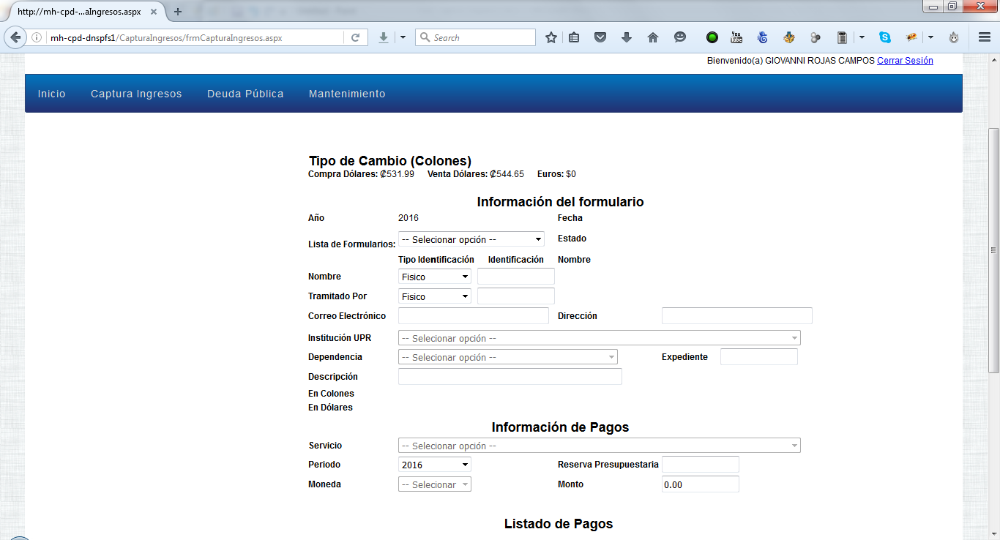 http://mh-cpd-...aIngresos.aspx
mh-cpd-dnspfs1/CapturaIngresos/frmCapturaIngresos.aspx
Search
You
Tube
Bienvenido(a) GIOVANNI ROJAS CAMPOS Cerrar Sesión
Inicio Captura Ingresos Deuda Pública Mantenimiento
Tipo de Cambio (Colones)
Compra Dólares: ₡531.99 Venta Dólares: ₡544.65 Euros: $0
Información del formulario
Año 2016 Fecha
Lista de Formularios: -- Selecionar opción -- Estado
Tipo Identificación Identificación Nombre
Nombre Fisico
Tramitado Por Fisico
Correo Electrónico Dirección
Institución UPR -- Selecionar opción --
Dependencia -- Selecionar opción -- Expediente
Descripción
En Colones
En Dólares
Información de Pagos
Servicio -- Selecionar opción --
Periodo 2016 Reserva Presupuestaria
Moneda -- Selecionar Monto 0.00
Listado de Pagos